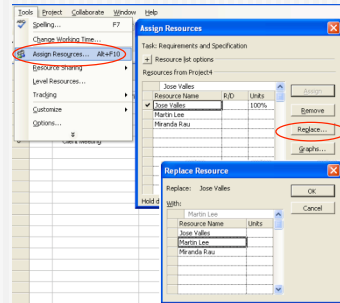 Tools Project Collaborate Window Help
Spelling... F7
Change Working Time...
Assign Resources... Alt+F10
Resource Sharing
Level Resources...
Tracking
Customize
Options...
Client Meeting
Assign Resources
Task: Requirements and Specification
+ Resource list options
Resources from Project4
Jose Valles
Resource Name R/D Units
Jose Valles 100%
Martin Lee
Miranda Rau
Assign
Remove
Replace...
Graphs...
Hold d
Replace Resource
Replace: Jose Valles
With:
Martin Lee
Resource Name Units
Jose Valles
Martin Lee
Miranda Rau
OK
Cancel